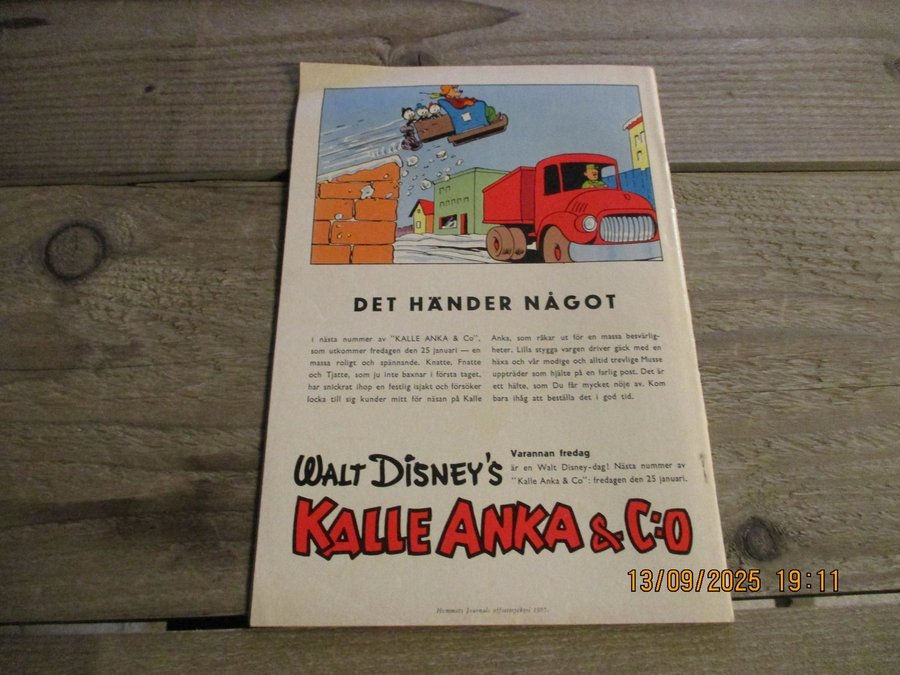 DET HÄNDER NÅGOT
I nästa nummer av "KALLE ANKA & Co",
som utkommer fredagen den 25 januari — en
massa roligt och spännande. Knatte, Fnatte
och Tjatte, som ju inte baxnar i första taget,
har snickrat ihop en festlig isjakt och försöker
locka till sig kunder mitt för näsan på Kalle
Anka, som råkar ut för en massa besvärlig-
heter. Lilla stygga vargen driver gäck med en
häxa och vår modige och alltid trevlige Musse
uppträder som hjälte på en farlig post. Det är
ett häfte, som Du får mycket nöje av. Kom
bara ihåg att beställa det i god tid.
WALT DISNEY'S
Varannan fredag
är en Walt Disney-dag! Nästa nummer av
"Kalle Anka & Co": fredagen den 25 januari.
KALLE ANKA & C:O
Hemmets Journals offsettryckeri 1957.
13/09/2025 19:11